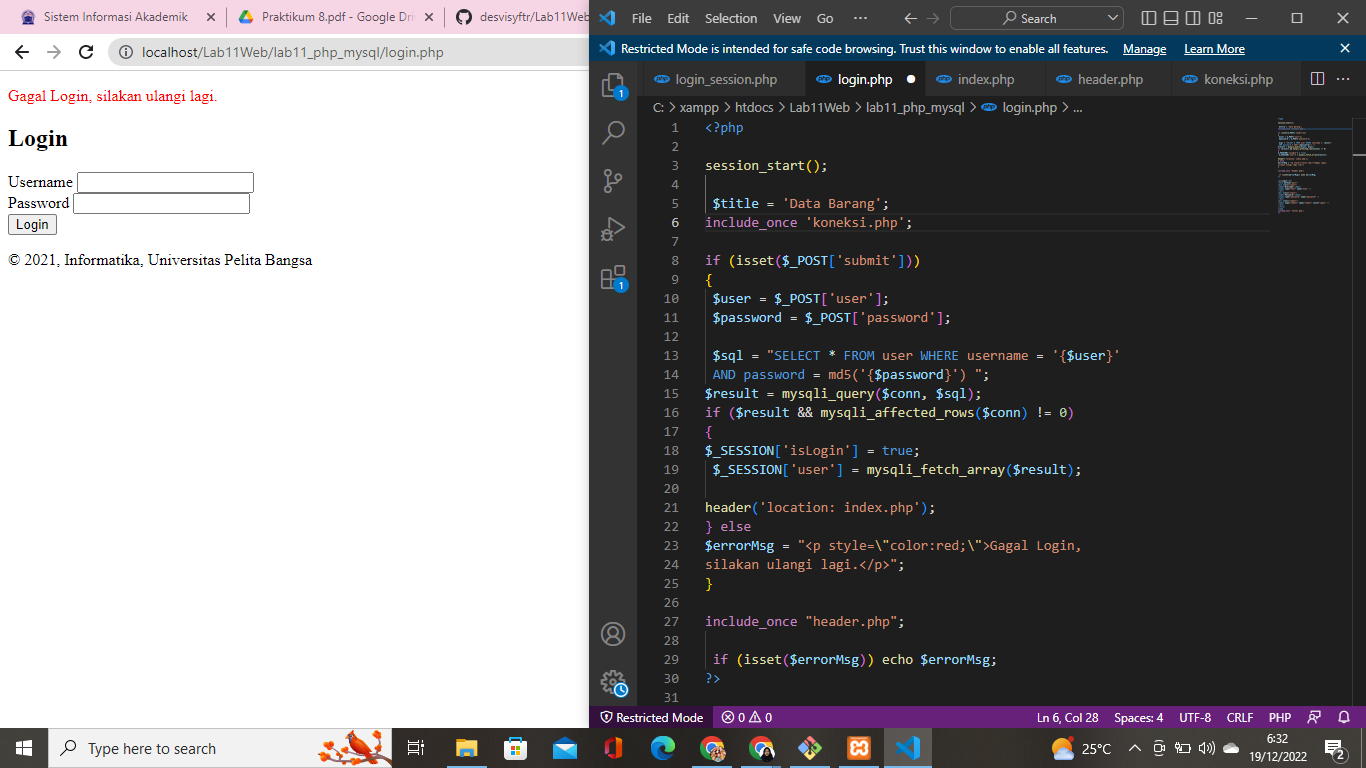 Sistem Informasi Akademik
Praktikum 8.pdf - Google Dri
desvisyftr/Lab11Web
localhost/Lab11Web/lab11_php_mysql/login.php
Gagal Login, silakan ulangi lagi.
Login
Username
Password
Login
© 2021, Informatika, Universitas Pelita Bangsa
File Edit Selection View Go ··· Search
Restricted Mode is intended for safe code browsing. Trust this window to enable all features. Manage Learn More
login_session.php login.php index.php header.php koneksi.php
C: > xampp > htdocs > Lab11Web > lab11_php_mysql > login.php > ...
1 <?php
2
3 session_start();
4
5 $title = 'Data Barang';
6 include_once 'koneksi.php';
7
8 if (isset($_POST['submit']))
9 {
10 $user = $_POST['user'];
11 $password = $_POST['password'];
12
13 $sql = "SELECT * FROM user WHERE username = '{$user}'
14 AND password = md5('{$password}') ";
15 $result = mysqli_query($conn, $sql);
16 if ($result && mysqli_affected_rows($conn) != 0)
17 {
18 $_SESSION['isLogin'] = true;
19 $_SESSION['user'] = mysqli_fetch_array($result);
20
21 header('location: index.php');
22 } else
23 $errorMsg = "<p style=\"color:red;\">Gagal Login,
24 silakan ulangi lagi.</p>";
25 }
26
27 include_once "header.php";
28
29 if (isset($errorMsg)) echo $errorMsg;
30 ?>
31
1
1
Restricted Mode 0 0 Ln 6, Col 28 Spaces: 4 UTF-8 CRLF PHP
Type here to search
25°C
6:32
19/12/2022
2